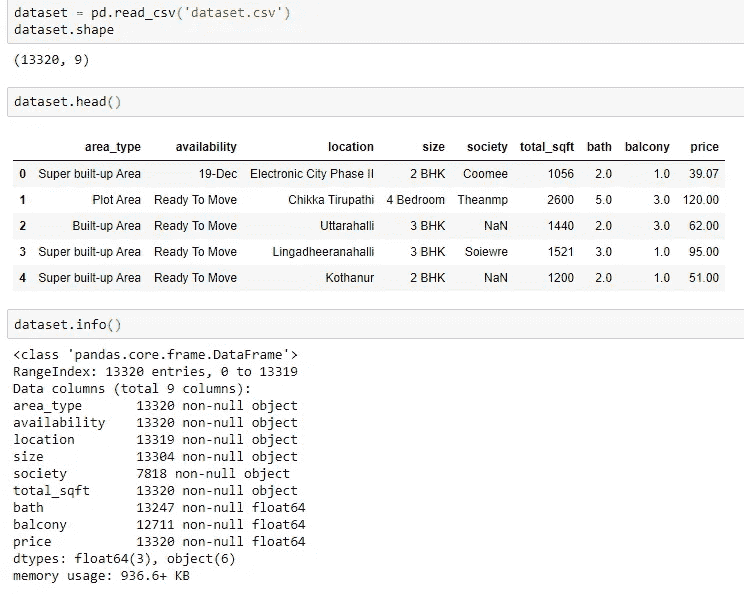 dataset = pd.read_csv('dataset.csv')
dataset.shape
(13320, 9)
dataset.head()
area_type availability location size society total_sqft bath balcony price
0 Super built-up Area 19-Dec Electronic City Phase II 2 BHK Coomee 1056 2.0 1.0 39.07
1 Plot Area Ready To Move Chikka Tirupathi 4 Bedroom Theanmp 2600 5.0 3.0 120.00
2 Built-up Area Ready To Move Uttarahalli 3 BHK NaN 1440 2.0 3.0 62.00
3 Super built-up Area Ready To Move Lingadheeranahalli 3 BHK Soiewre 1521 3.0 1.0 95.00
4 Super built-up Area Ready To Move Kothanur 2 BHK NaN 1200 2.0 1.0 51.00
dataset.info()
<class 'pandas.core.frame.DataFrame'>
RangeIndex: 13320 entries, 0 to 13319
Data columns (total 9 columns):
area_type 13320 non-null object
availability 13320 non-null object
location 13319 non-null object
size 13304 non-null object
society 7818 non-null object
total_sqft 13320 non-null object
bath 13247 non-null float64
balcony 12711 non-null float64
price 13320 non-null float64
dtypes: float64(3), object(6)
memory usage: 936.6+ KB